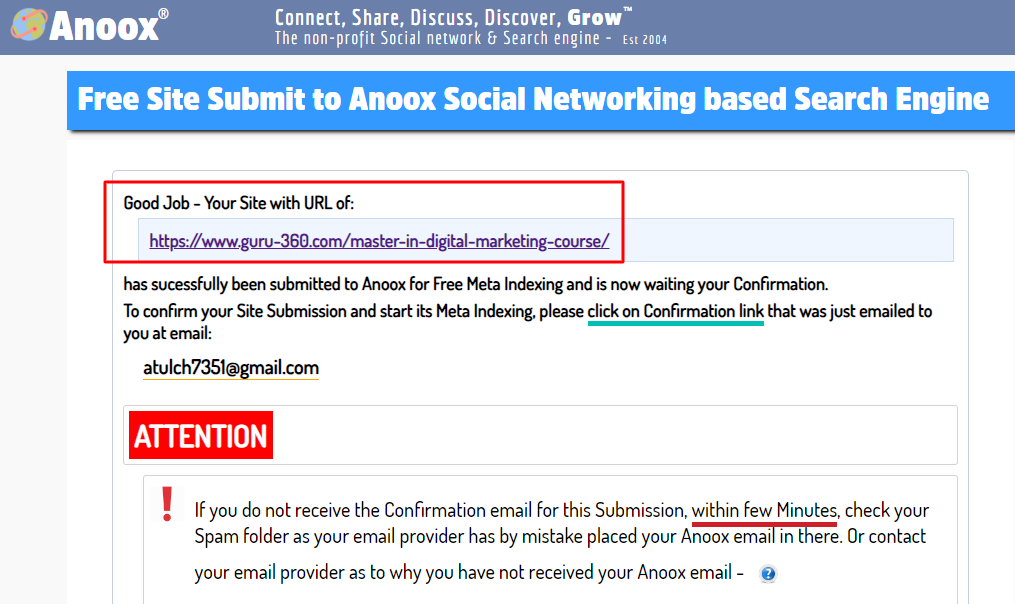 Anoox®
Connect, Share, Discuss, Discover, Grow™
The non-profit Social network & Search engine - Est 2004
Free Site Submit to Anoox Social Networking based Search Engine
Good Job - Your Site with URL of:
https://www.guru-360.com/master-in-digital-marketing-course/
has sucessfully been submitted to Anoox for Free Meta Indexing and is now waiting your Confirmation.
To confirm your Site Submission and start its Meta Indexing, please click on Confirmation link that was just emailed to
you at email:
atulch7351@gmail.com
ATTENTION
! If you do not receive the Confirmation email for this Submission, within few Minutes, check your
Spam folder as your email provider has by mistake placed your Anoox email in there. Or contact
your email provider as to why you have not received your Anoox email - ?